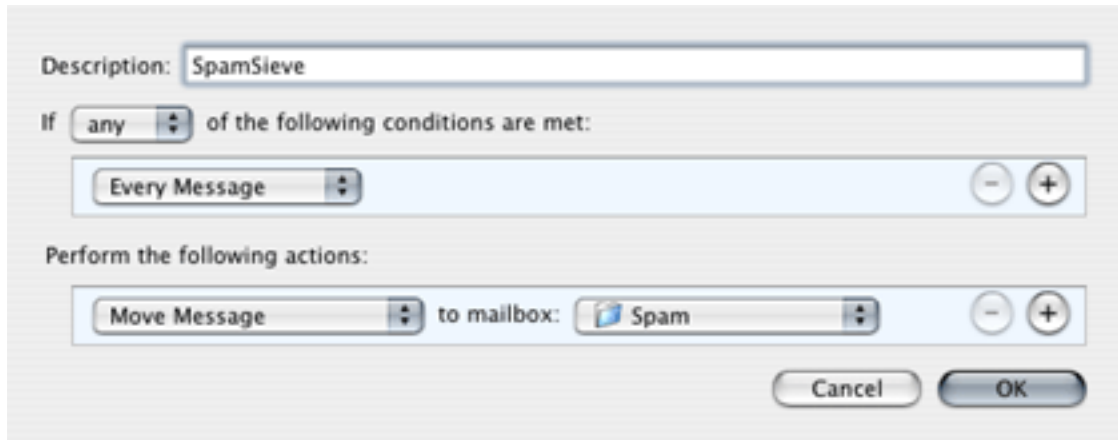 Description: SpamSieve
If any of the following conditions are met:
Every Message
Perform the following actions:
Move Message to mailbox: Spam
Cancel OK